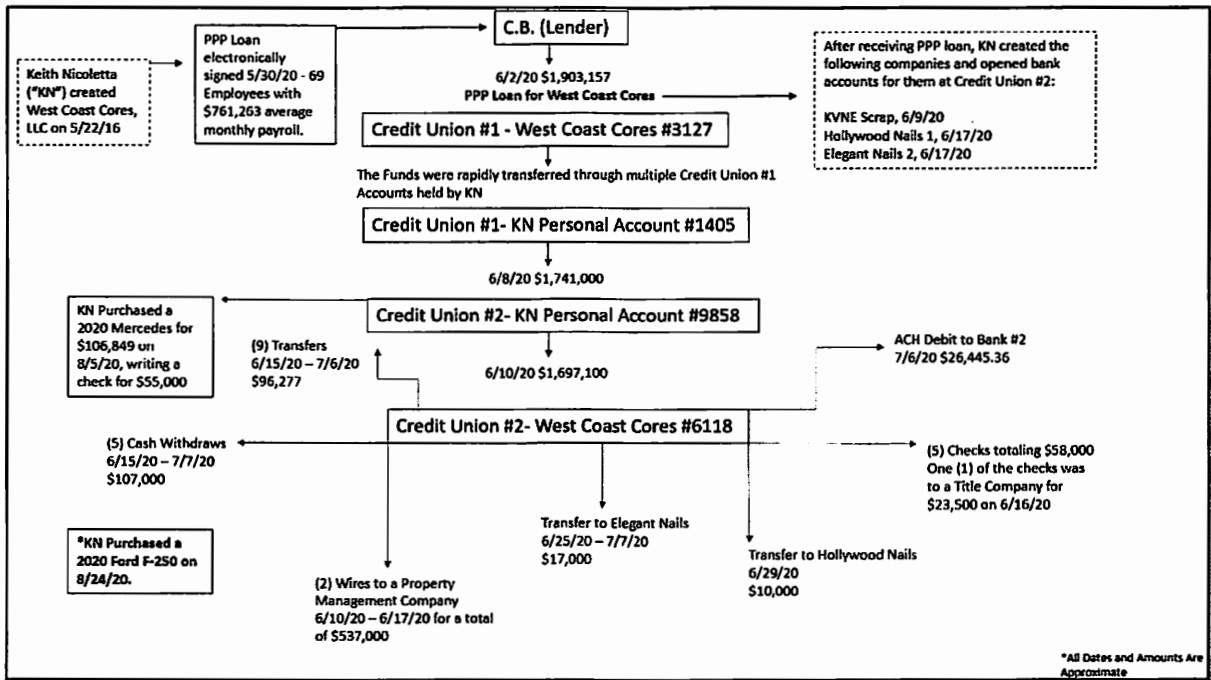 C.B. (Lender)
PPP Loan
electronically
signed 5/30/20 - 69
Employees with
$761,263 average
monthly payroll.
Keith Nicoletta
("KN") created
West Coast Cores,
LLC on 5/22/16
After receiving PPP loan, KN created the
following companies and opened bank
accounts for them at Credit Union #2:
KVNE Scrap, 6/9/20
Hollywood Nails 1, 6/17/20
Elegant Nails 2, 6/17/20
6/2/20 $1,903,157
PPP Loan for West Coast Cores
Credit Union #1 - West Coast Cores #3127
The Funds were rapidly transferred through multiple Credit Union #1
Accounts held by KN
Credit Union #1- KN Personal Account #1405
6/8/20 $1,741,000
Credit Union #2- KN Personal Account #9858
KN Purchased a
2020 Mercedes for
$106,849 on
8/5/20, writing a
check for $55,000
(9) Transfers
6/15/20 – 7/6/20
$96,277
6/10/20 $1,697,100
ACH Debit to Bank #2
7/6/20 $26,445.36
Credit Union #2- West Coast Cores #6118
(5) Cash Withdraws
6/15/20 – 7/7/20
$107,000
(5) Checks totaling $58,000
One (1) of the checks was
to a Title Company for
$23,500 on 6/16/20
*KN Purchased a
2020 Ford F-250 on
8/24/20.
(2) Wires to a Property
Management Company
6/10/20 – 6/17/20 for a total
of $537,000
Transfer to Elegant Nails
6/25/20 – 7/7/20
$17,000
Transfer to Hollywood Nails
6/29/20
$10,000
*All Dates and Amounts Are
Approximate